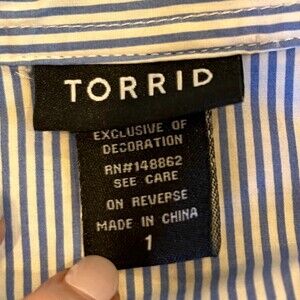 TORRID
EXCLUSIVE OF
DECORATION
RN#148862
SEE CARE
ON REVERSE
MADE IN CHINA
1